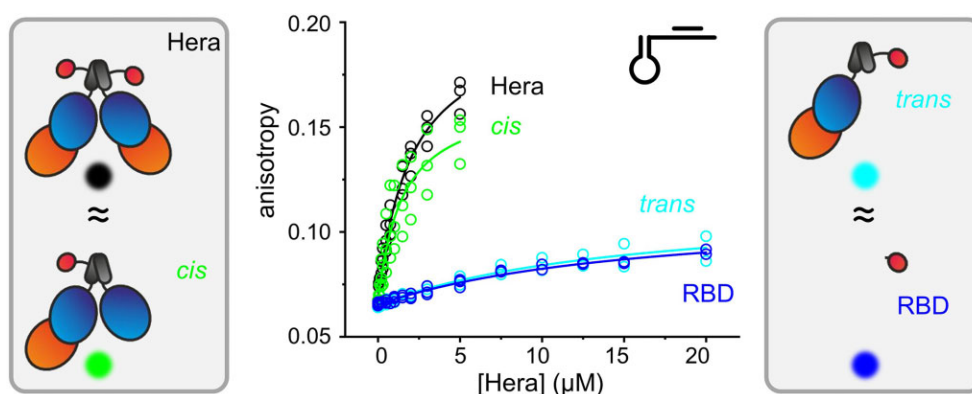 Hera
≈
cis
0.20
0.15
0.10
0.05
anisotropy
Hera
cis
trans
RBD
0 5 10 15 20
[Hera] (μM)
trans
≈
RBD